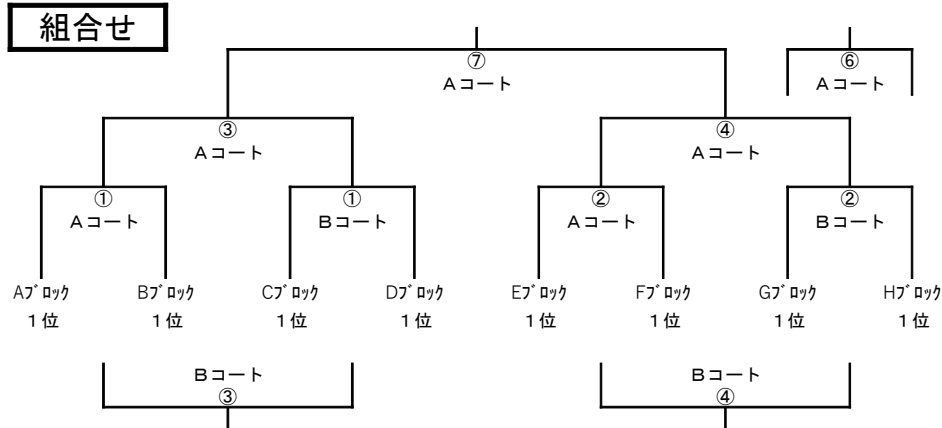 組合せ
⑦
Aコート
⑥
Aコート
③
Aコート
④
Aコート
①
Aコート
①
Bコート
②
Aコート
②
Bコート
Aﾌﾞﾛｯｸ Bﾌﾞﾛｯｸ Cﾌﾞﾛｯｸ Dﾌﾞﾛｯｸ Eﾌﾞﾛｯｸ Fﾌﾞﾛｯｸ Gﾌﾞﾛｯｸ Hﾌﾞﾛｯｸ
1位 1位 1位 1位 1位 1位 1位 1位
Bコート
③
Bコート
④